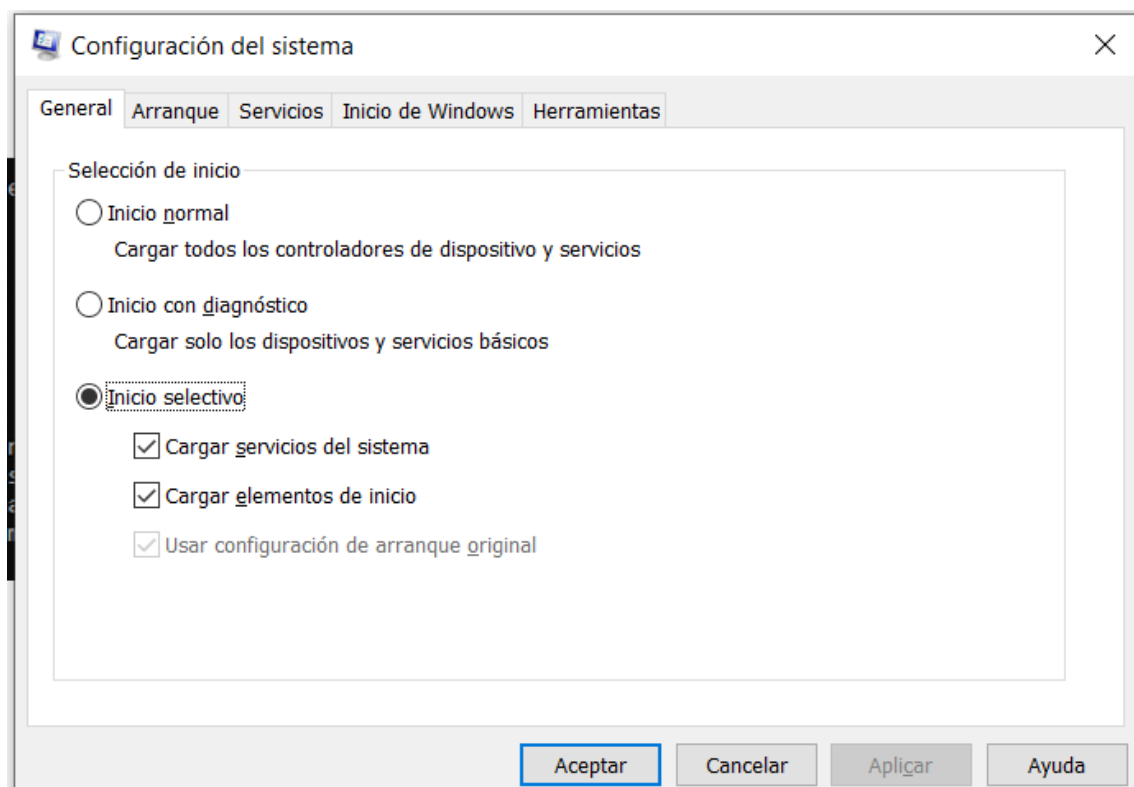 Configuración del sistema
General Arranque Servicios Inicio de Windows Herramientas
Selección de inicio
Inicio normal
Cargar todos los controladores de dispositivo y servicios
Inicio con diagnóstico
Cargar solo los dispositivos y servicios básicos
Inicio selectivo
Cargar servicios del sistema
Cargar elementos de inicio
Usar configuración de arranque original
Aceptar Cancelar Aplicar Ayuda